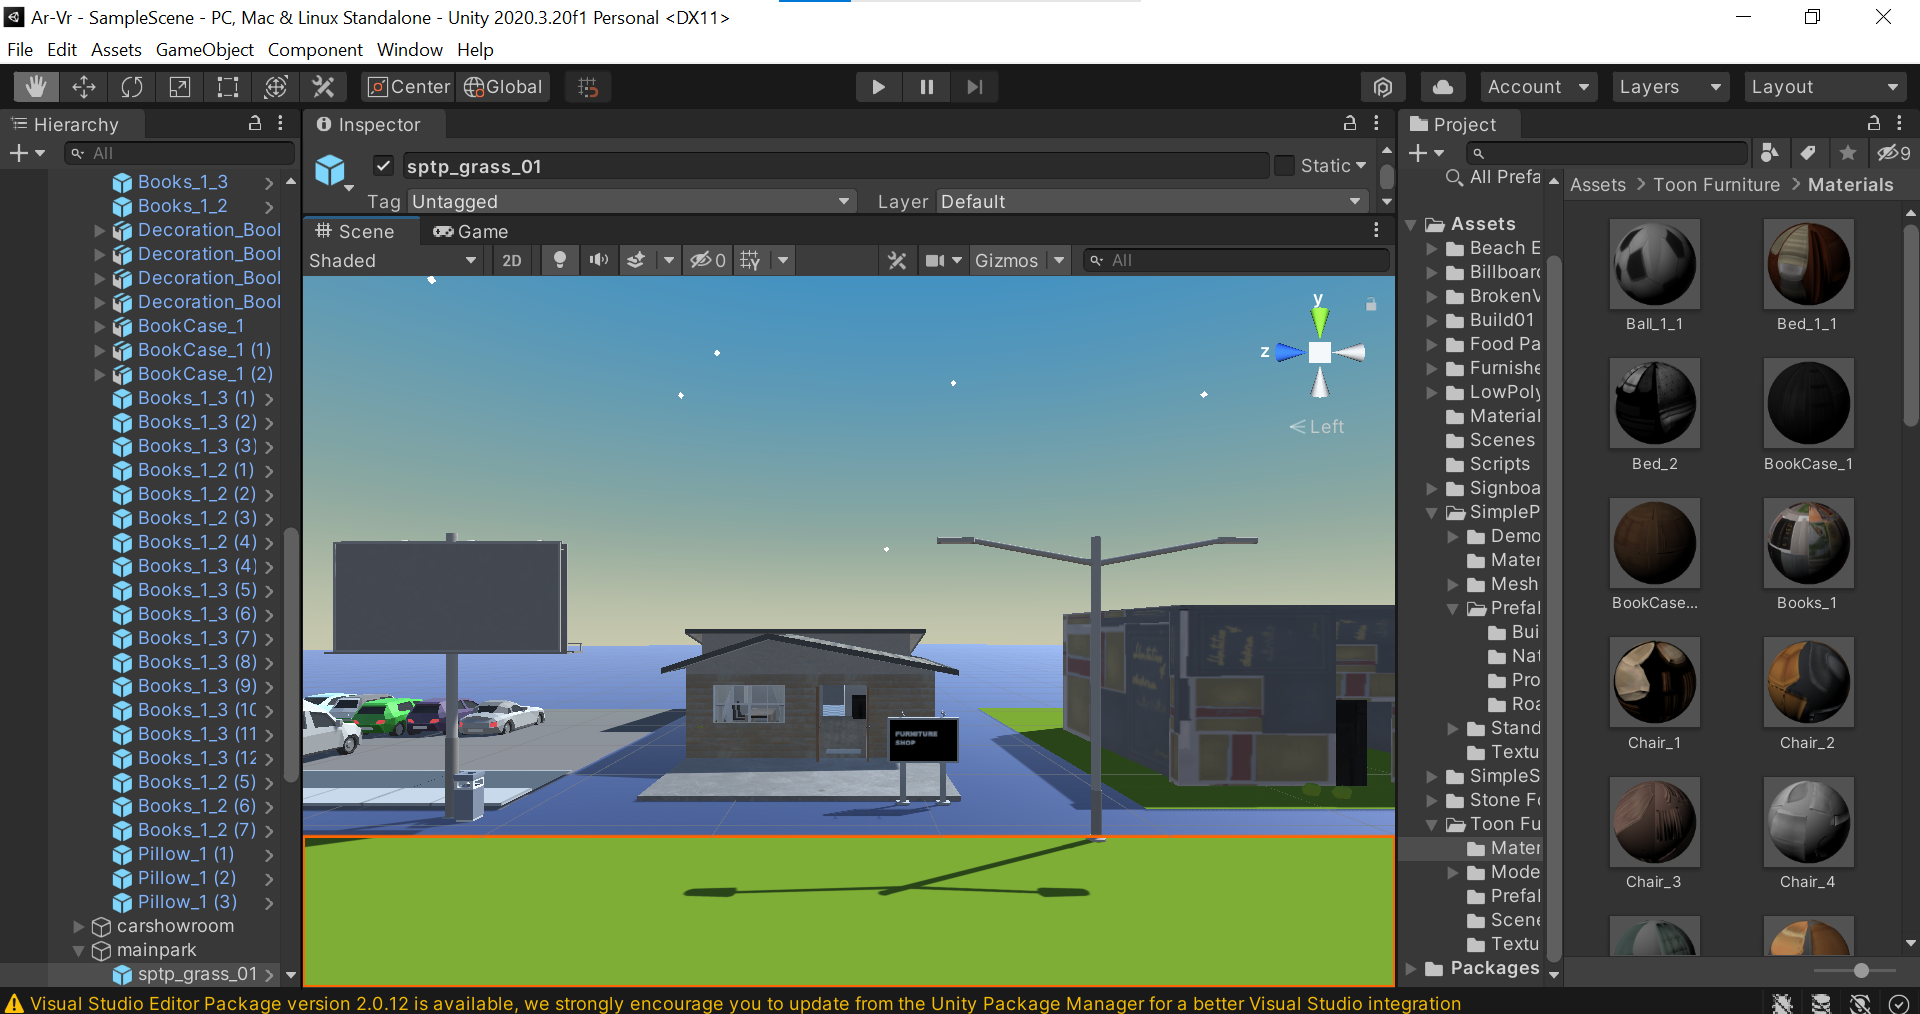 Ar-Vr - SampleScene - PC, Mac & Linux Standalone - Unity 2020.3.20f1 Personal <DX11>
File Edit Assets GameObject Component Window Help
Center Global Account Layers Layout
Hierarchy
All
Books_1_3
Books_1_2
Decoration_Bool
Decoration_Bool
Decoration_Bool
Decoration_Bool
BookCase_1
BookCase_1 (1)
BookCase_1 (2)
Books_1_3 (1)
Books_1_3 (2)
Books_1_3 (3)
Books_1_2 (1)
Books_1_2 (2)
Books_1_2 (3)
Books_1_2 (4)
Books_1_3 (4)
Books_1_3 (5)
Books_1_3 (6)
Books_1_3 (7)
Books_1_3 (8)
Books_1_3 (9)
Books_1_3 (10
Books_1_3 (11
Books_1_3 (12
Books_1_2 (5)
Books_1_2 (6)
Books_1_2 (7)
Pillow_1 (1)
Pillow_1 (2)
Pillow_1 (3)
carshowroom
mainpark
sptp_grass_01
Inspector
sptp_grass_01 Static
Tag Untagged Layer Default
Scene Game
Shaded 2D 0 Gizmos All
y
z
Left
FURNITURE
SHOP
Project
9
All Prefa
Assets
Beach E
Billboard
BrokenV
Build01
Food Pa
Furnishe
LowPoly
Material
Scenes
Scripts
Signboa
SimpleP
Demo
Mater
Mesh
Prefal
Bui
Nat
Pro
Roa
Stand
Textu
SimpleS
Stone Fo
Toon Fu
Mater
Mode
Prefal
Scene
Textu
Packages
Assets > Toon Furniture > Materials
Ball_1_1 Bed_1_1
Bed_2 BookCase_1
BookCase... Books_1
Chair_1 Chair_2
Chair_3 Chair_4
Visual Studio Editor Package version 2.0.12 is available, we strongly encourage you to update from the Unity Package Manager for a better Visual Studio integration